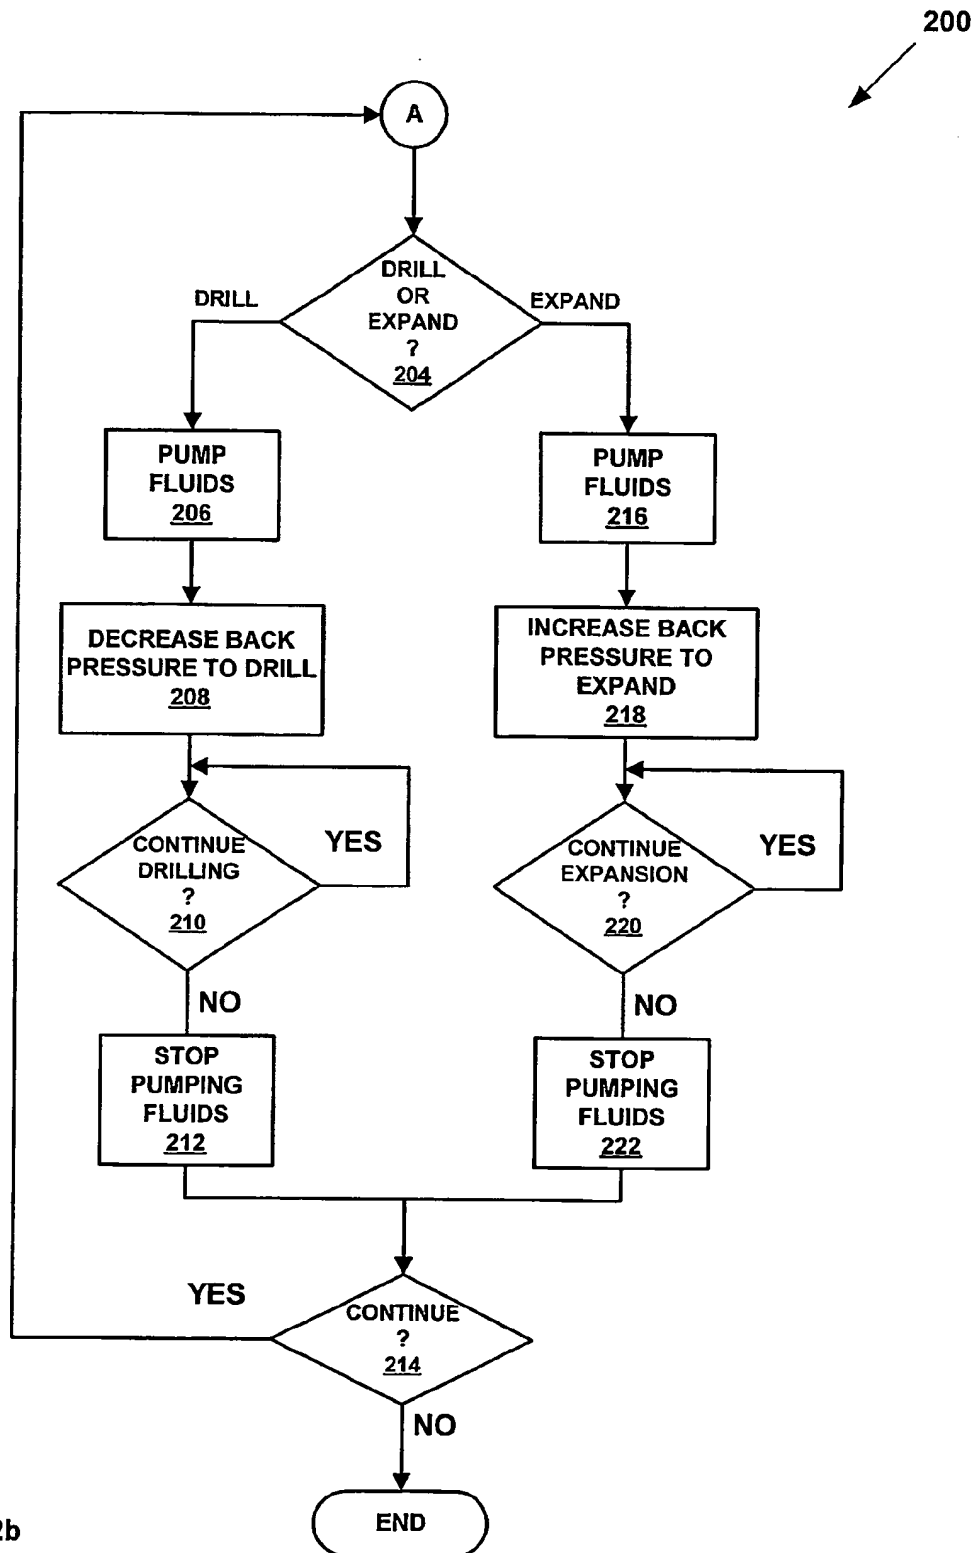 200
A
DRILL
OR
EXPAND
?
204
DRILL
EXPAND
PUMP
FLUIDS
206
PUMP
FLUIDS
216
DECREASE BACK
PRESSURE TO DRILL
208
INCREASE BACK
PRESSURE TO
EXPAND
218
CONTINUE
DRILLING
?
210
YES
CONTINUE
EXPANSION
?
220
YES
NO
NO
STOP
PUMPING
FLUIDS
212
STOP
PUMPING
FLUIDS
222
YES
CONTINUE
?
214
NO
END
2b